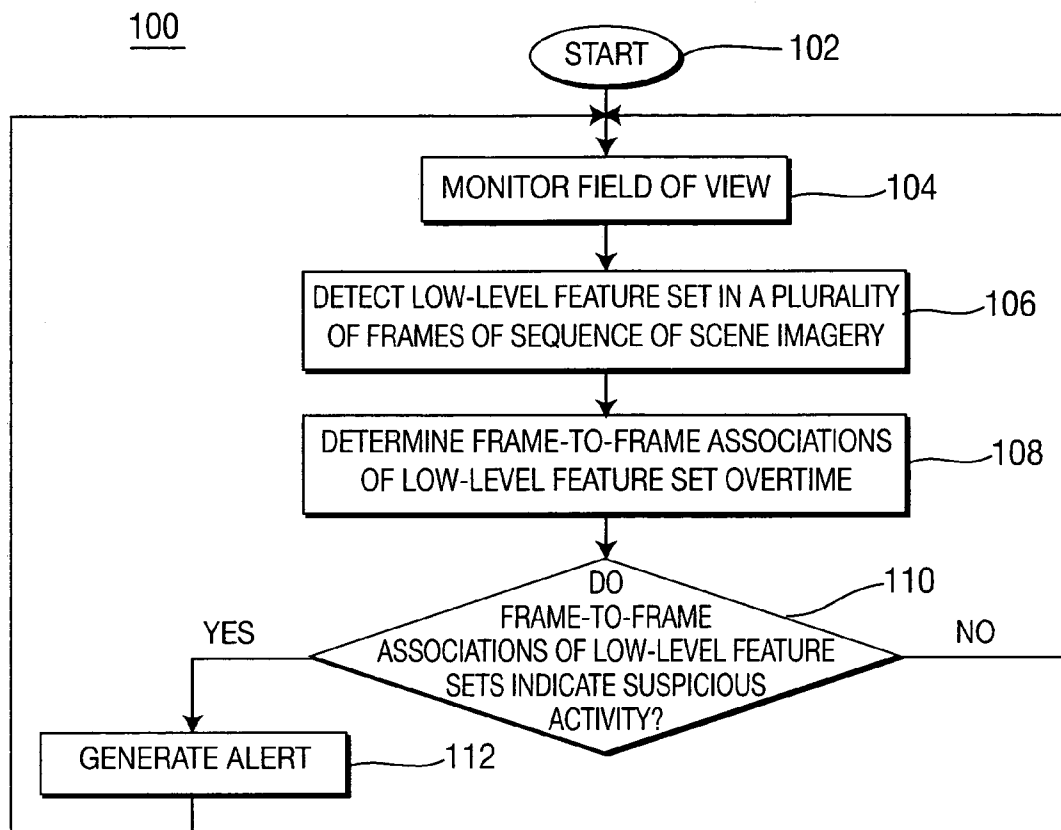 100
START
102
MONITOR FIELD OF VIEW
104
DETECT LOW-LEVEL FEATURE SET IN A PLURALITY
OF FRAMES OF SEQUENCE OF SCENE IMAGERY
106
DETERMINE FRAME-TO-FRAME ASSOCIATIONS
OF LOW-LEVEL FEATURE SET OVERTIME
108
DO
FRAME-TO-FRAME
ASSOCIATIONS OF LOW-LEVEL FEATURE
SETS INDICATE SUSPICIOUS
ACTIVITY?
110
YES
NO
GENERATE ALERT
112